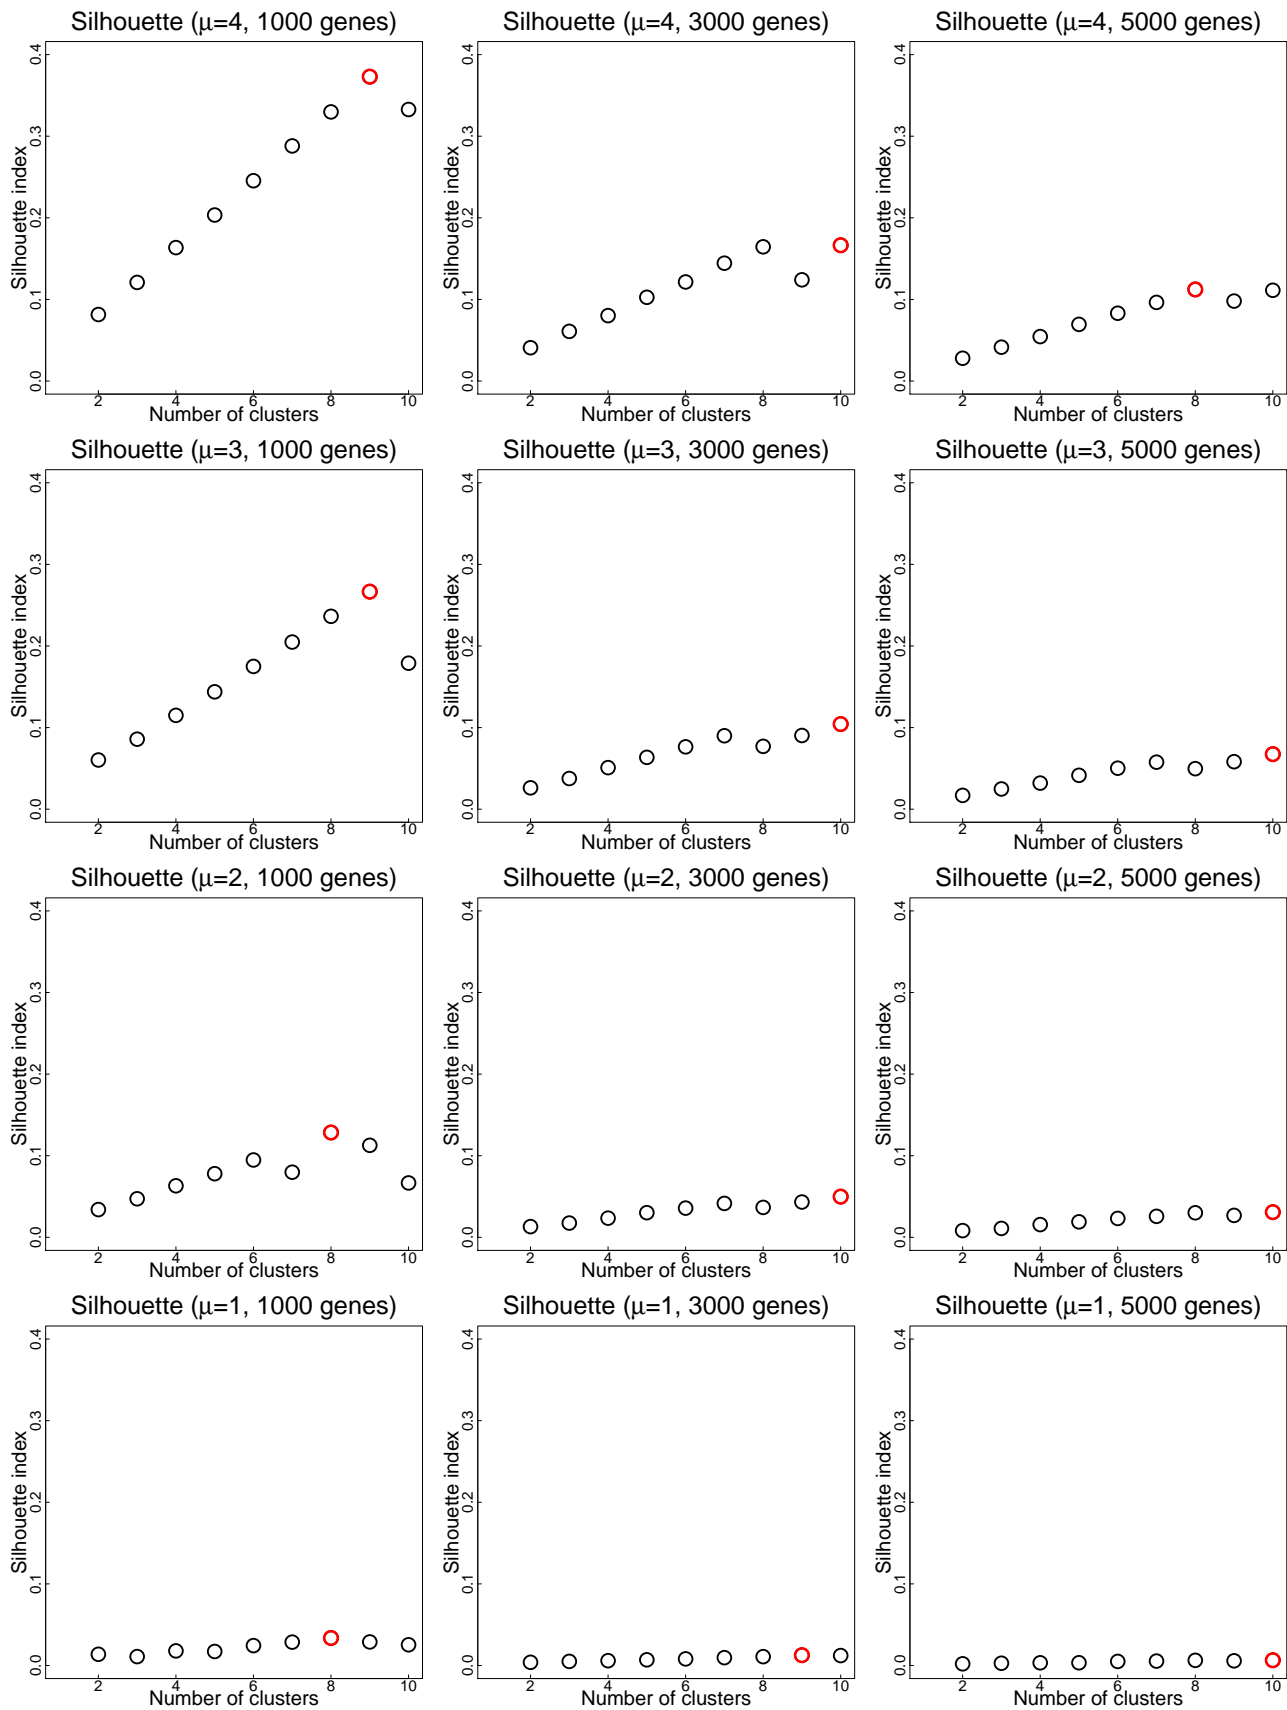 Silhouette (μ=4, 1000 genes)
Silhouette index
0.0 0.1 0.2 0.3 0.4
2 4 6 8 10
Number of clusters
Silhouette (μ=4, 3000 genes)
Silhouette index
0.0 0.1 0.2 0.3 0.4
2 4 6 8 10
Number of clusters
Silhouette (μ=4, 5000 genes)
Silhouette index
0.0 0.1 0.2 0.3 0.4
2 4 6 8 10
Number of clusters
Silhouette (μ=3, 1000 genes)
Silhouette index
0.0 0.1 0.2 0.3 0.4
2 4 6 8 10
Number of clusters
Silhouette (μ=3, 3000 genes)
Silhouette index
0.0 0.1 0.2 0.3 0.4
2 4 6 8 10
Number of clusters
Silhouette (μ=3, 5000 genes)
Silhouette index
0.0 0.1 0.2 0.3 0.4
2 4 6 8 10
Number of clusters
Silhouette (μ=2, 1000 genes)
Silhouette index
0.0 0.1 0.2 0.3 0.4
2 4 6 8 10
Number of clusters
Silhouette (μ=2, 3000 genes)
Silhouette index
0.0 0.1 0.2 0.3 0.4
2 4 6 8 10
Number of clusters
Silhouette (μ=2, 5000 genes)
Silhouette index
0.0 0.1 0.2 0.3 0.4
2 4 6 8 10
Number of clusters
Silhouette (μ=1, 1000 genes)
Silhouette index
0.0 0.1 0.2 0.3 0.4
2 4 6 8 10
Number of clusters
Silhouette (μ=1, 3000 genes)
Silhouette index
0.0 0.1 0.2 0.3 0.4
2 4 6 8 10
Number of clusters
Silhouette (μ=1, 5000 genes)
Silhouette index
0.0 0.1 0.2 0.3 0.4
2 4 6 8 10
Number of clusters